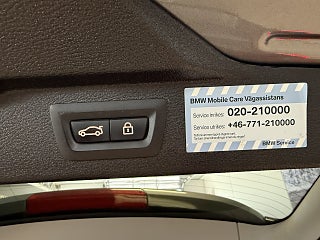 BMW Mobile Care Vägassistans
Service inrikes: 020-210000
Service utrikes: +46-771-210000
BMW Service